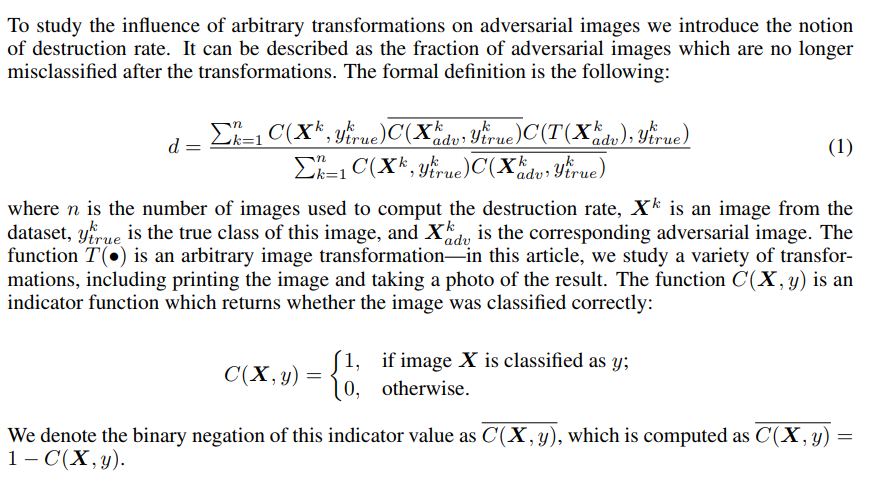 To study the influence of arbitrary transformations on adversarial images we introduce the notion
of destruction rate. It can be described as the fraction of adversarial images which are no longer
misclassified after the transformations. The formal definition is the following:
$d = \frac{\sum_{k=1}^{n} C(\boldsymbol{X}^k, y_{true}^k)\overline{C(\boldsymbol{X}_{adv}^k, y_{true}^k)}C(T(\boldsymbol{X}_{adv}^k), y_{true}^k)}{\sum_{k=1}^{n} C(\boldsymbol{X}^k, y_{true}^k)\overline{C(\boldsymbol{X}_{adv}^k, y_{true}^k)}}$ (1)
where $n$ is the number of images used to comput the destruction rate, $\boldsymbol{X}^k$ is an image from the
dataset, $y_{true}^k$ is the true class of this image, and $\boldsymbol{X}_{adv}^k$ is the corresponding adversarial image. The
function $T(\bullet)$ is an arbitrary image transformation—in this article, we study a variety of transfor-
mations, including printing the image and taking a photo of the result. The function $C(\boldsymbol{X}, y)$ is an
indicator function which returns whether the image was classified correctly:
$C(\boldsymbol{X}, y) = \begin{cases} 1, & \text{if image } \boldsymbol{X} \text{ is classified as } y; \\ 0, & \text{otherwise.} \end{cases}$
We denote the binary negation of this indicator value as $\overline{C(\boldsymbol{X}, y)}$, which is computed as $\overline{C(\boldsymbol{X}, y)} =$
$1 - C(\boldsymbol{X}, y)$.